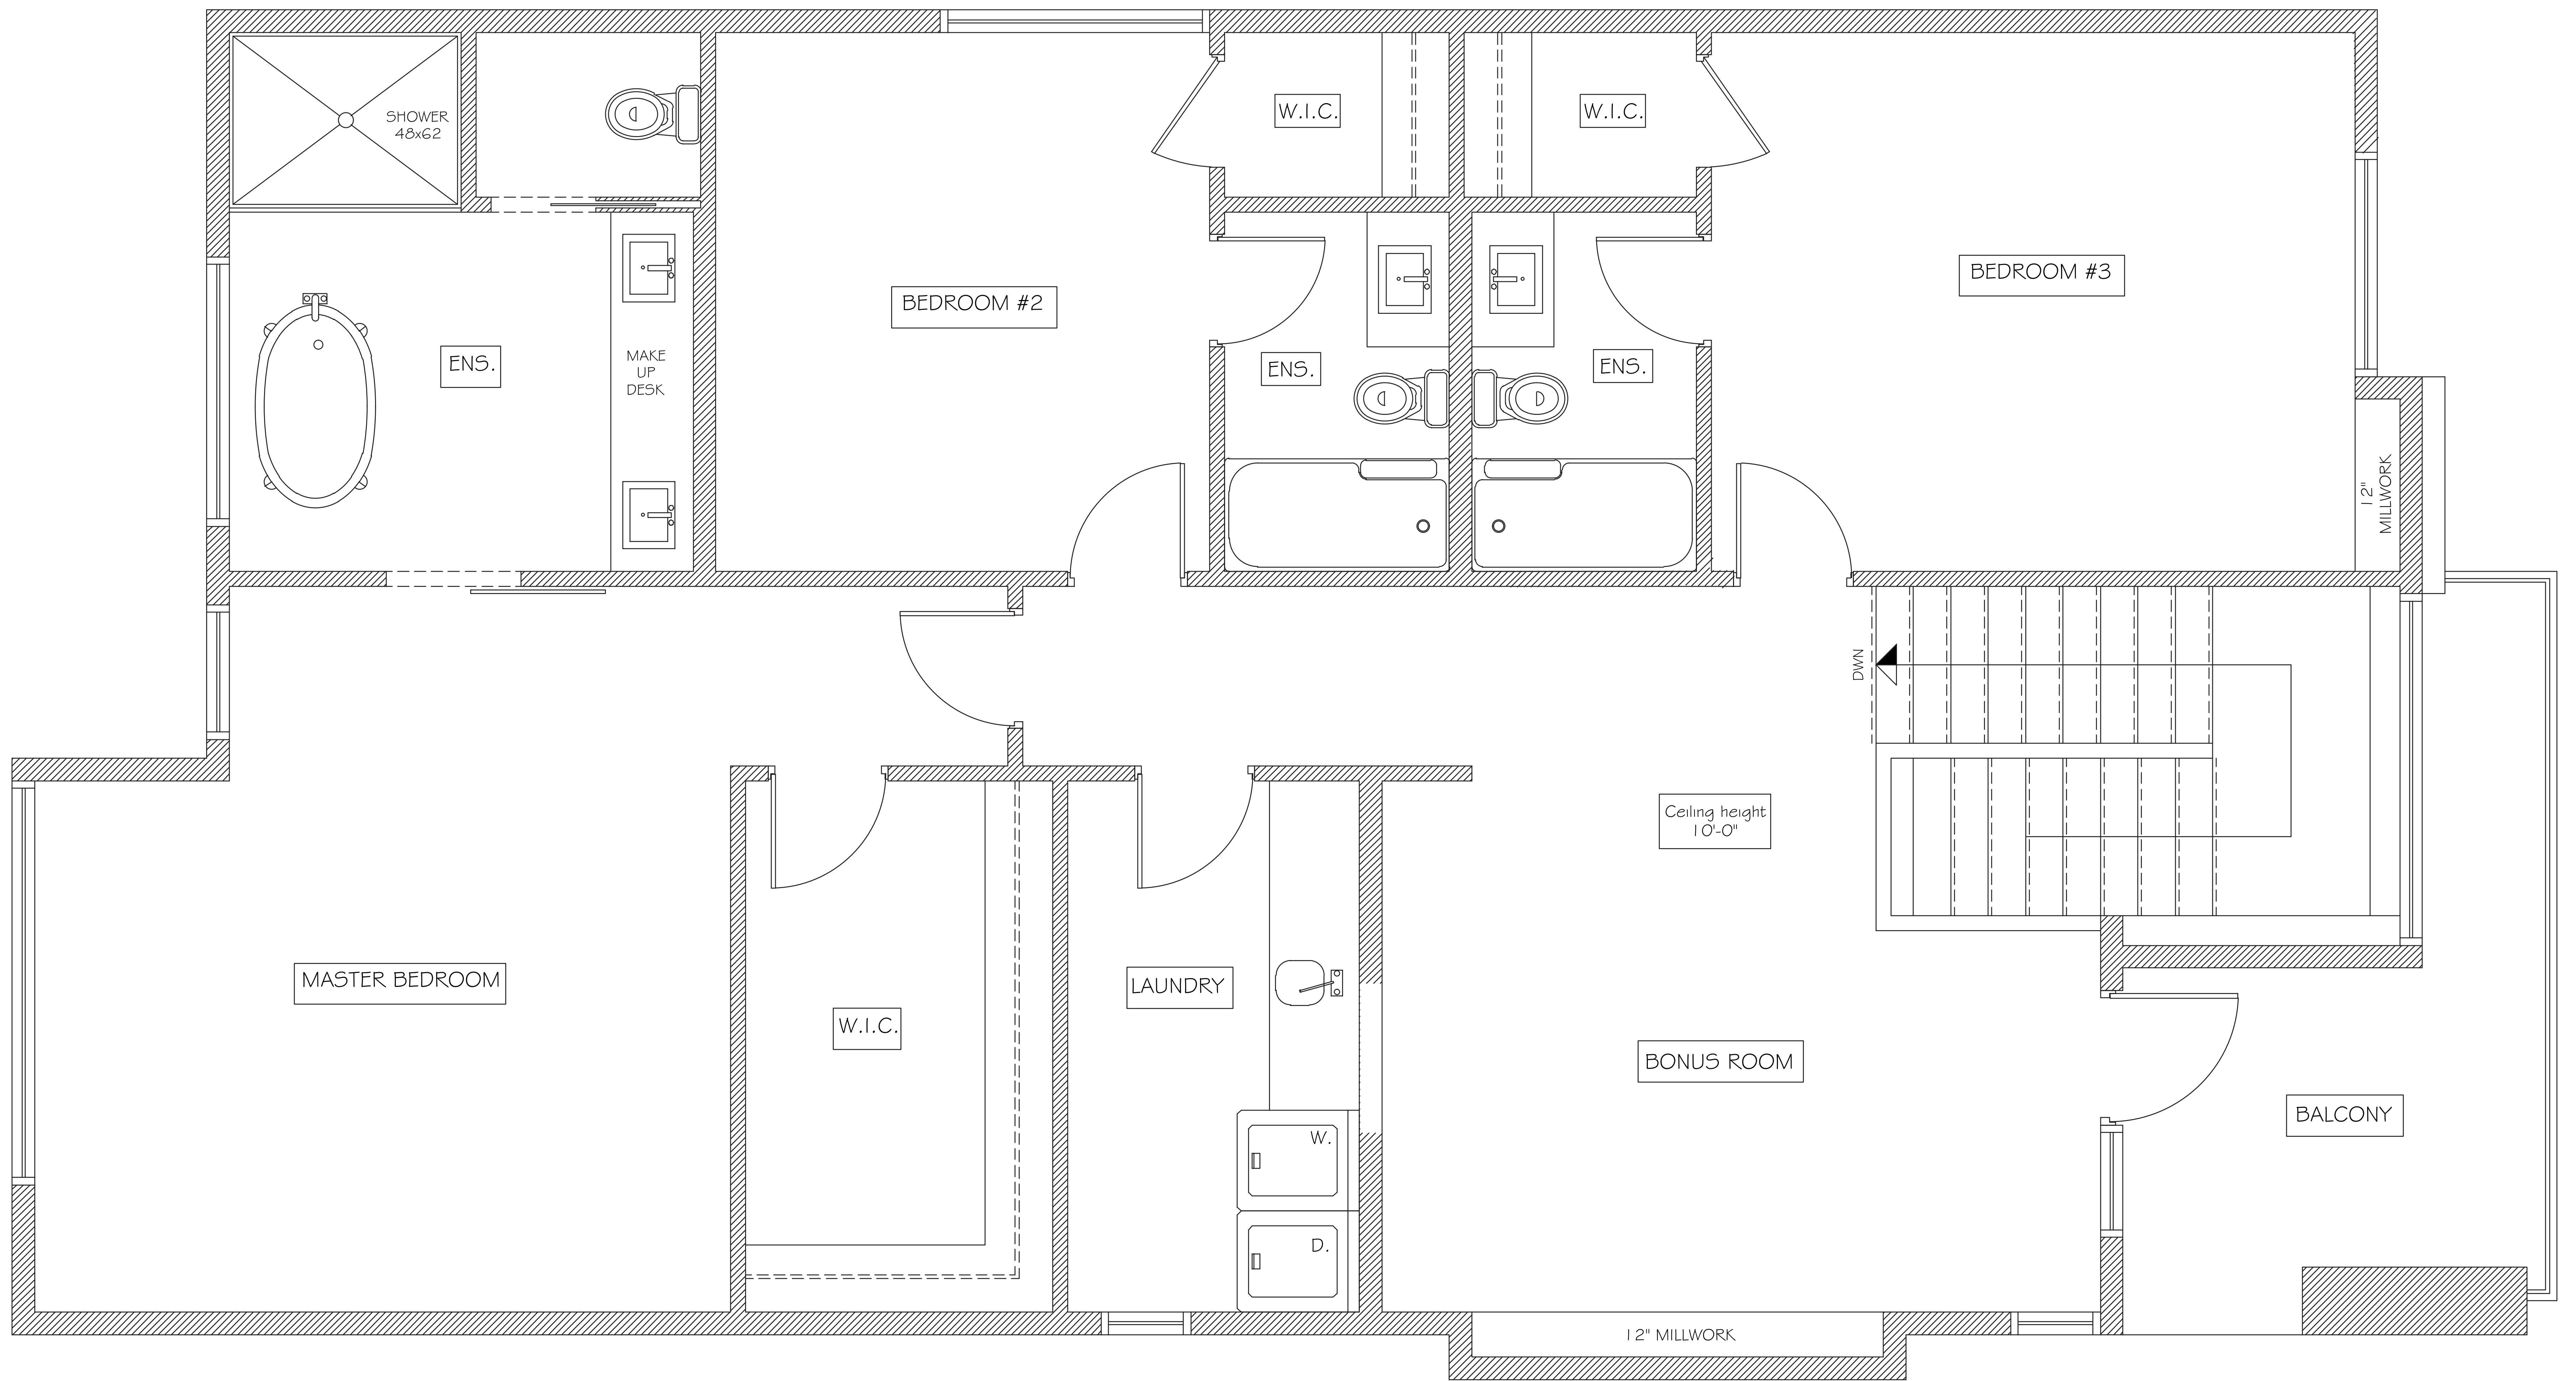 SHOWER
48x62
W.I.C.
W.I.C.
BEDROOM #2
BEDROOM #3
ENS.
MAKE
UP
DESK
ENS.
ENS.
12"
MILLWORK
DWN
Ceiling height
10'-0"
MASTER BEDROOM
W.I.C.
LAUNDRY
BONUS ROOM
BALCONY
W.
D.
12" MILLWORK